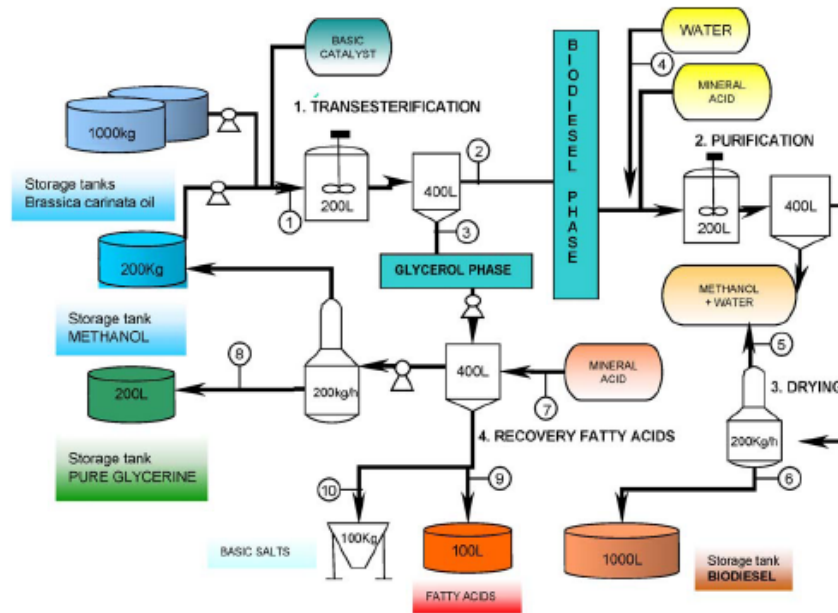 BASIC
CATALYST
WATER
4
MINERAL
ACID
1000kg
1. TRANSESTERIFICATION
2
BIODIESEL PHASE
2. PURIFICATION
Storage tanks
Brassica carinata oil
1
200L
400L
3
200L
400L
200Kg
GLYCEROL PHASE
METHANOL
+ WATER
Storage tank
METHANOL
8
200kg/h
400L
MINERAL
ACID
7
5
3. DRYING
200L
200Kg/h
4. RECOVERY FATTY ACIDS
6
Storage tank
PURE GLYCERINE
10
9
100Kg
100L
1000L
BASIC SALTS
FATTY ACIDS
Storage tank
BIODIESEL